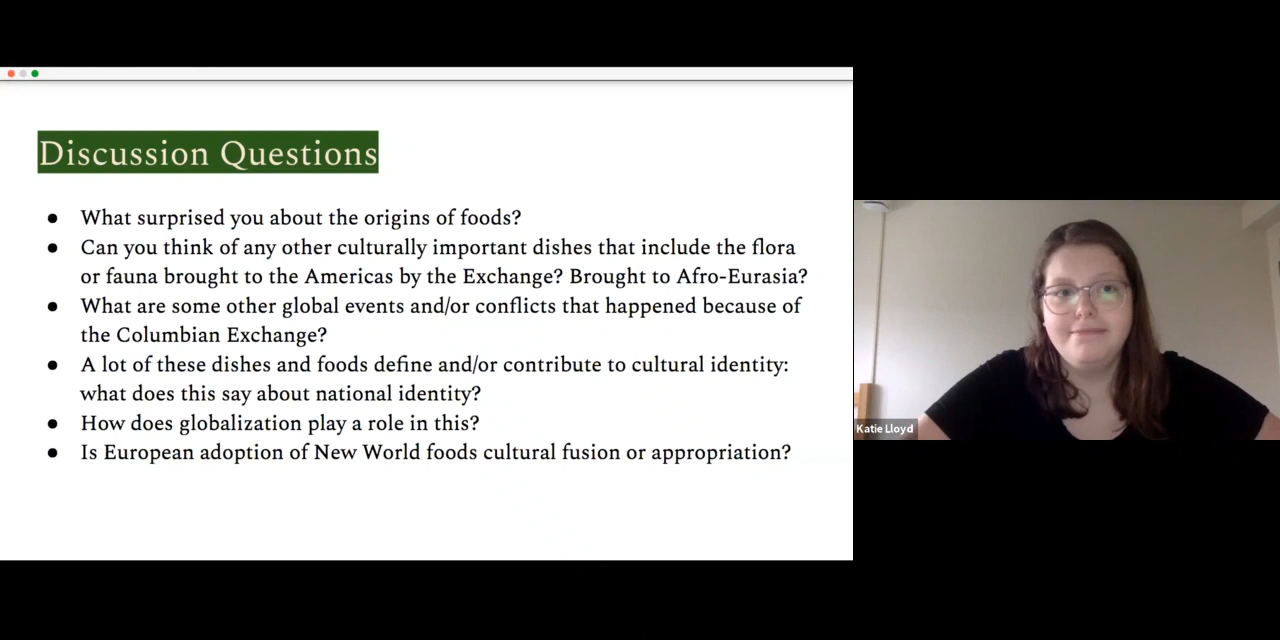 Discussion Questions
● What surprised you about the origins of foods?
● Can you think of any other culturally important dishes that include the flora
or fauna brought to the Americas by the Exchange? Brought to Afro-Eurasia?
● What are some other global events and/or conflicts that happened because of
the Columbian Exchange?
● A lot of these dishes and foods define and/or contribute to cultural identity:
what does this say about national identity?
● How does globalization play a role in this?
● Is European adoption of New World foods cultural fusion or appropriation?
Katie Lloyd